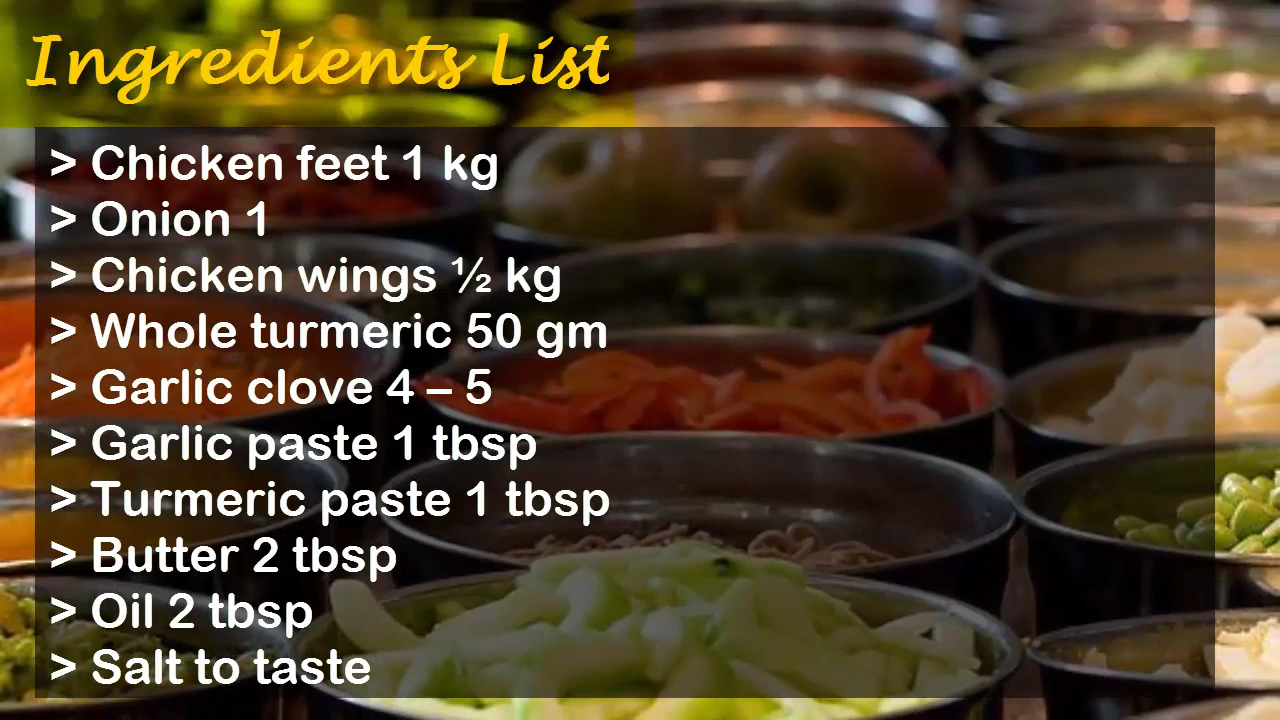 Ingredients List
> Chicken feet 1 kg
> Onion 1
> Chicken wings ½ kg
> Whole turmeric 50 gm
> Garlic clove 4 – 5
> Garlic paste 1 tbsp
> Turmeric paste 1 tbsp
> Butter 2 tbsp
> Oil 2 tbsp
> Salt to taste